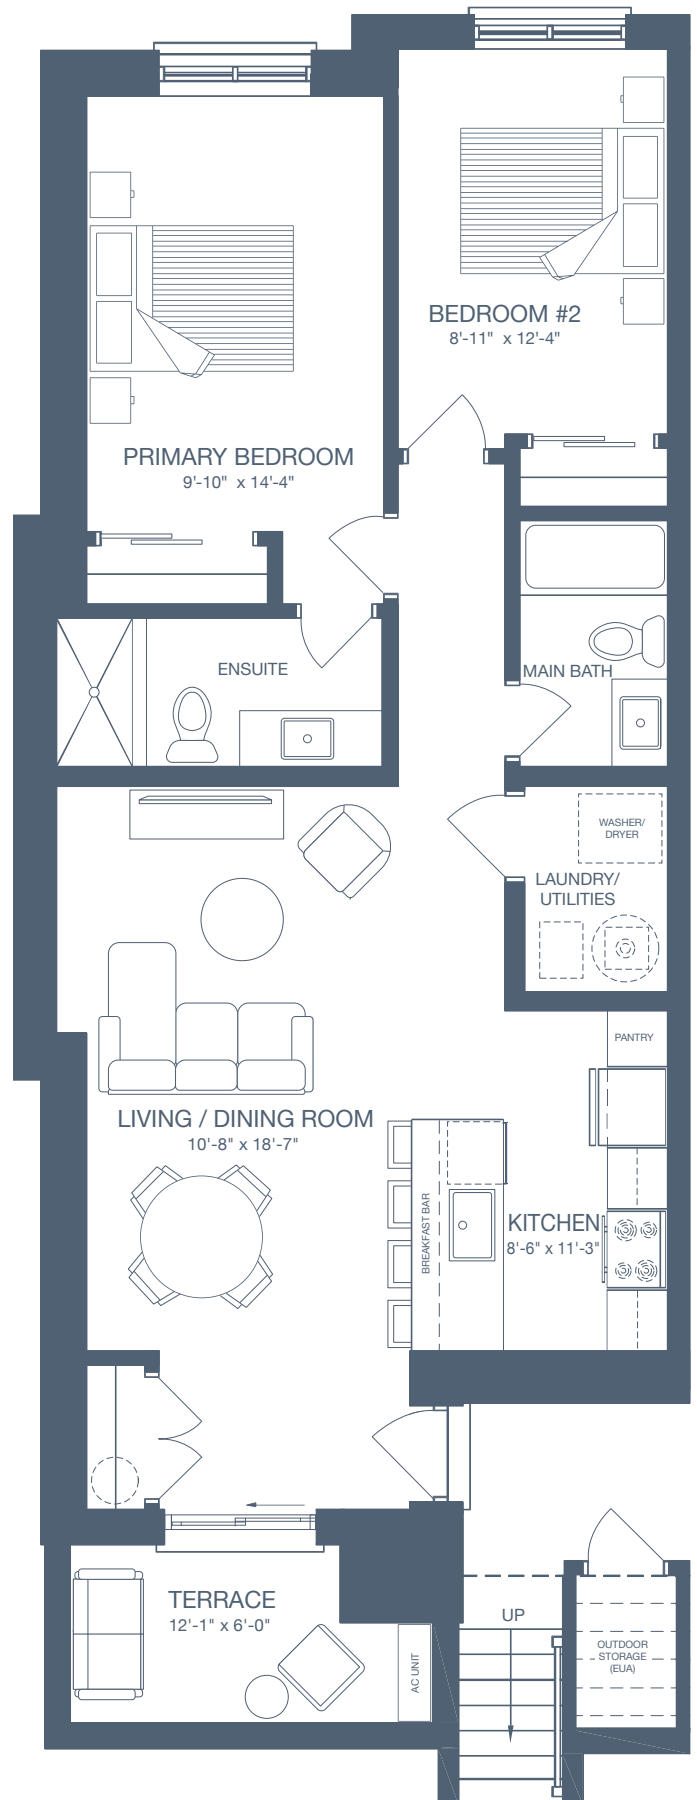 BEDROOM #2
8'-11" x 12'-4"
PRIMARY BEDROOM
9'-10" x 14'-4"
ENSUITE
MAIN BATH
WASHER/
DRYER
LAUNDRY/
UTILITIES
PANTRY
LIVING / DINING ROOM
10'-8" x 18'-7"
BREAKFAST BAR
KITCHEN
8'-6" x 11'-3"
TERRACE
12'-1" x 6'-0"
AC UNIT
UP
OUTDOOR
STORAGE
(EUA)